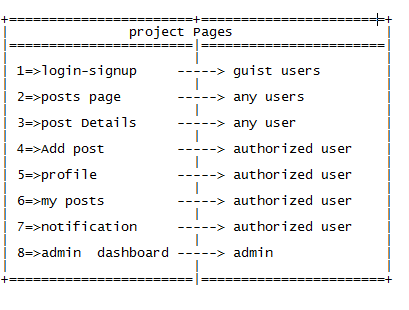 project Pages
1=>login-signup -----> guist users
2=>posts page -----> any users
3=>post Details -----> any user
4=>Add post -----> authorized user
5=>profile -----> authorized user
6=>my posts -----> authorized user
7=>notification -----> authorized user
8=>admin  dashboard -----> admin